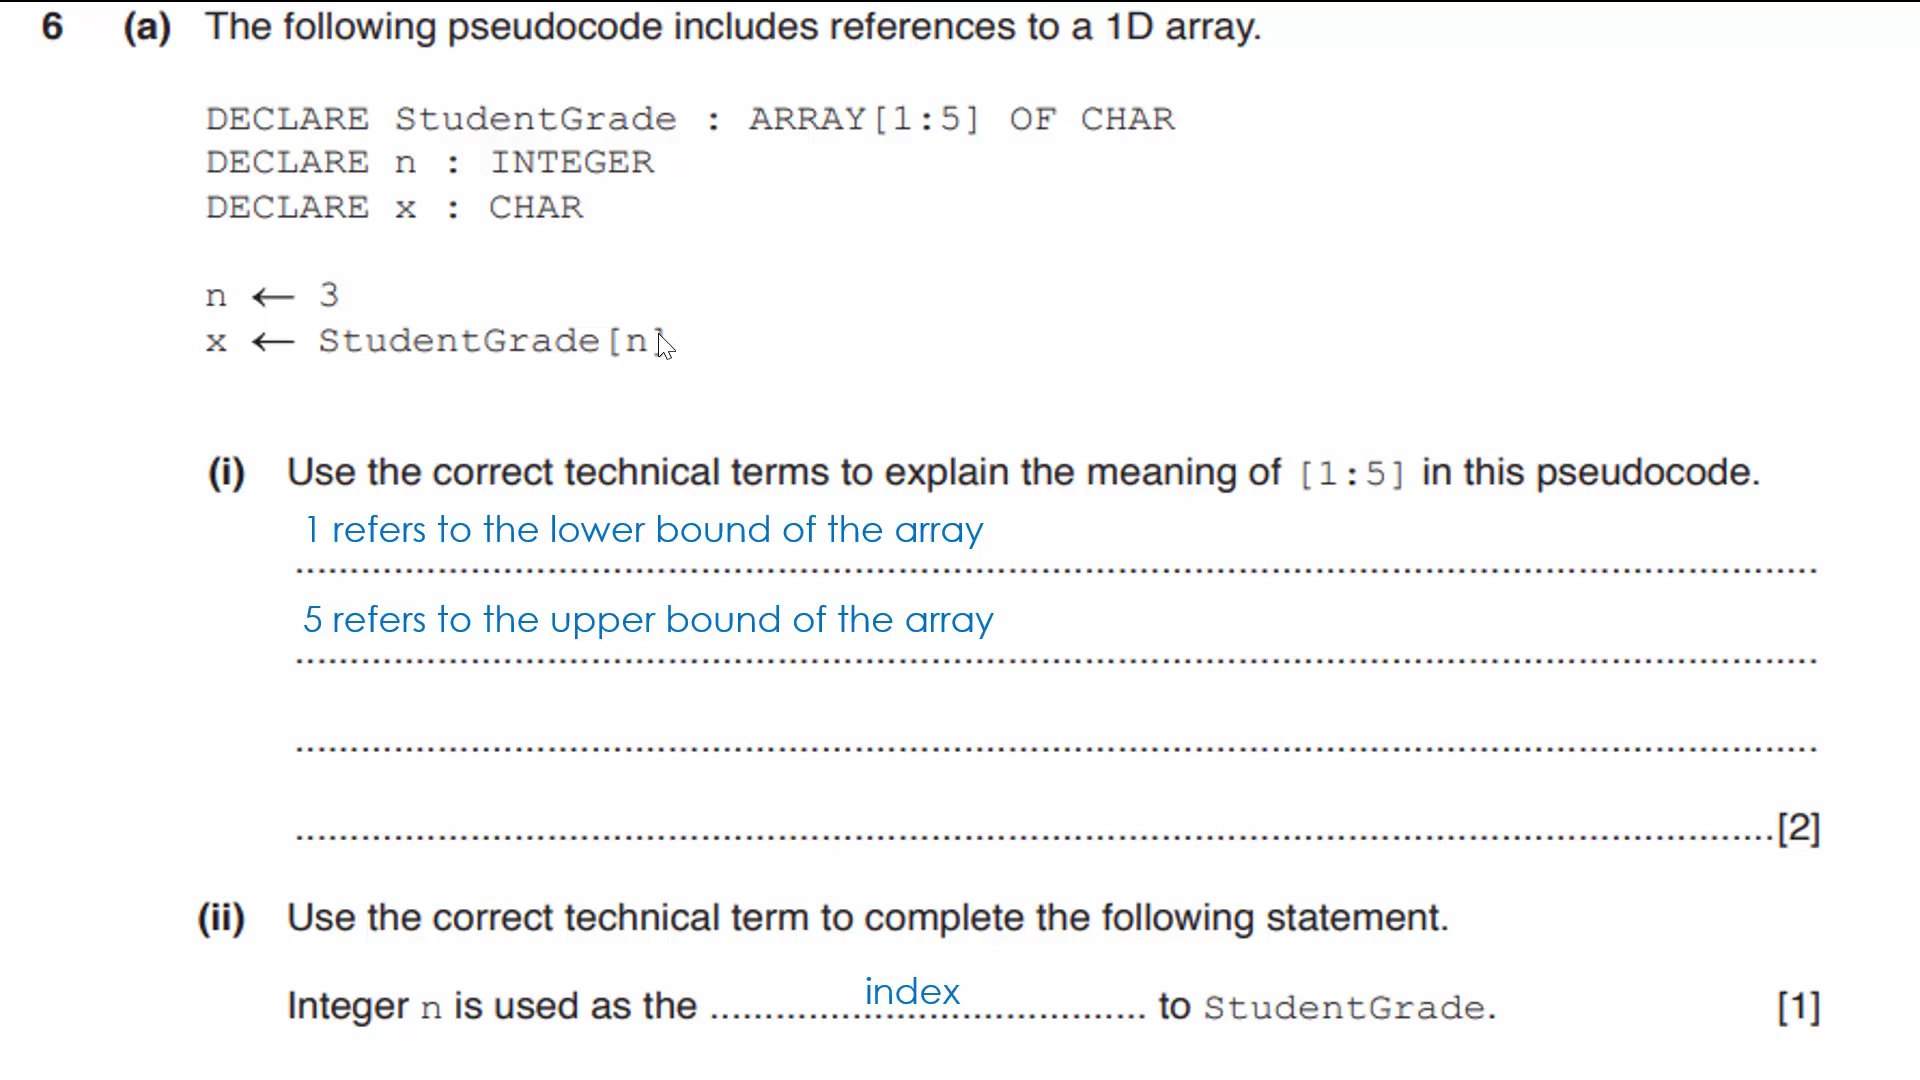 6 (a) The following pseudocode includes references to a 1D array.
DECLARE StudentGrade : ARRAY[1:5] OF CHAR
DECLARE n : INTEGER
DECLARE x : CHAR
n ← 3
x ← StudentGrade[n]
(i) Use the correct technical terms to explain the meaning of [1:5] in this pseudocode.
1 refers to the lower bound of the array
5 refers to the upper bound of the array
[2]
(ii) Use the correct technical term to complete the following statement.
Integer n is used as the ........ index ........ to StudentGrade. [1]